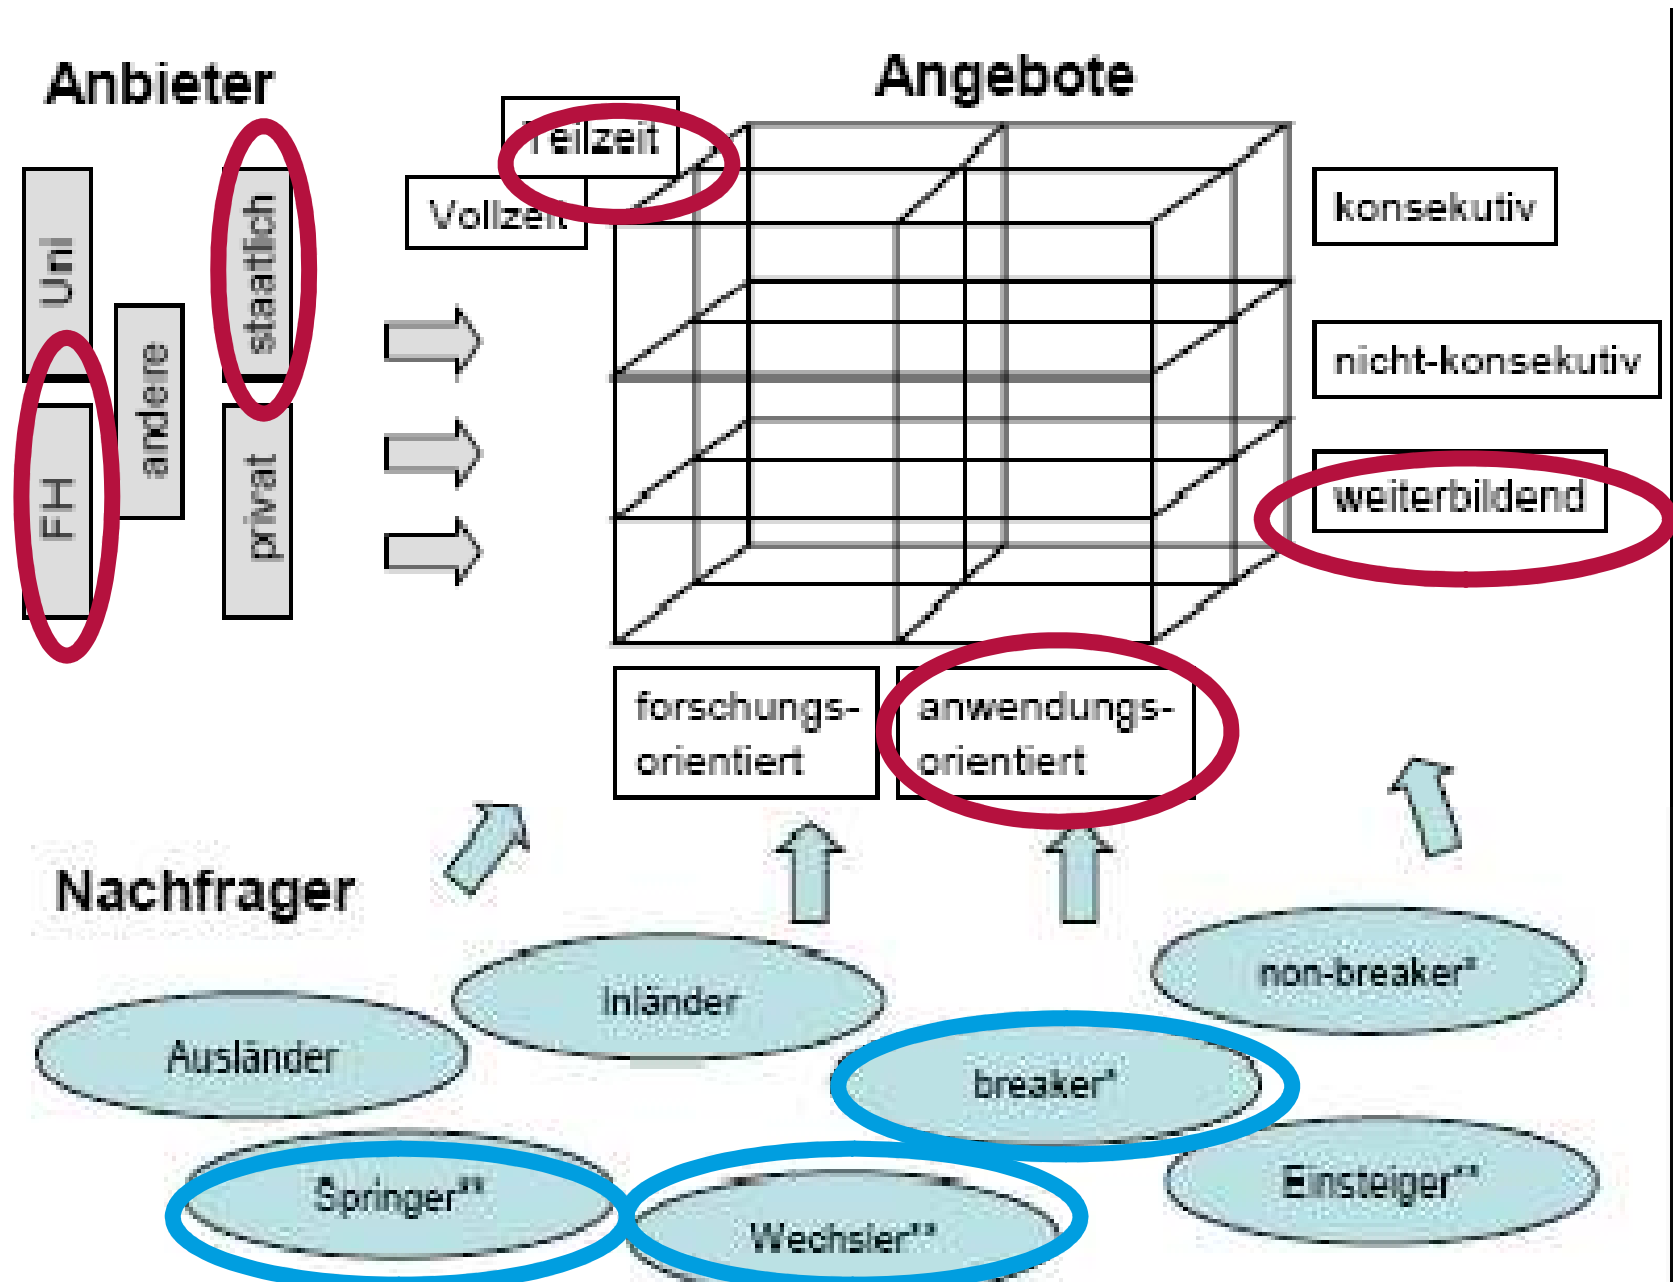 Anbieter
Angebote
Teilzeit
Vollzeit
Uni
staatlich
andere
FH
privat
konsekutiv
nicht-konsekutiv
weiterbildend
forschungs-
orientiert
anwendungs-
orientiert
Nachfrager
non-breaker*
Inländer
Ausländer
breaker*
Springer**
Einsteiger**
Wechsler**